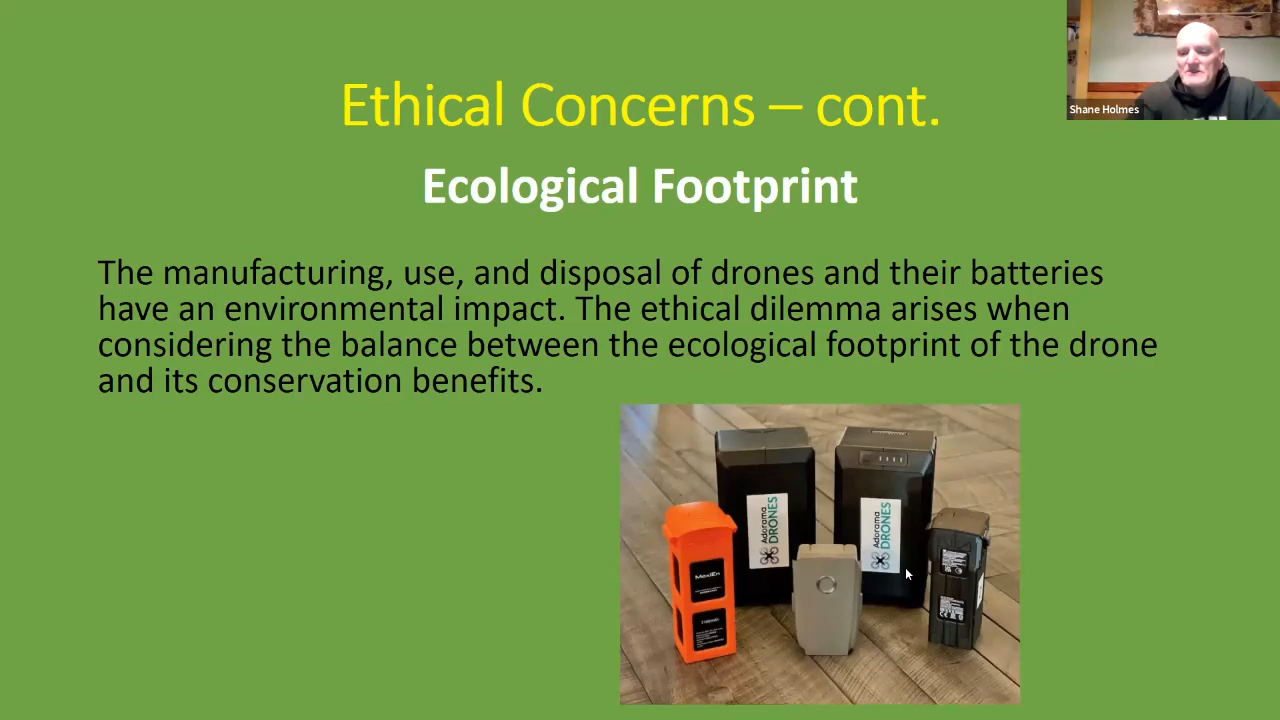 Ethical Concerns – cont.
Shane Holmes
Ecological Footprint
The manufacturing, use, and disposal of drones and their batteries
have an environmental impact. The ethical dilemma arises when
considering the balance between the ecological footprint of the drone
and its conservation benefits.
Adorama
DRONES
Adorama
DRONES